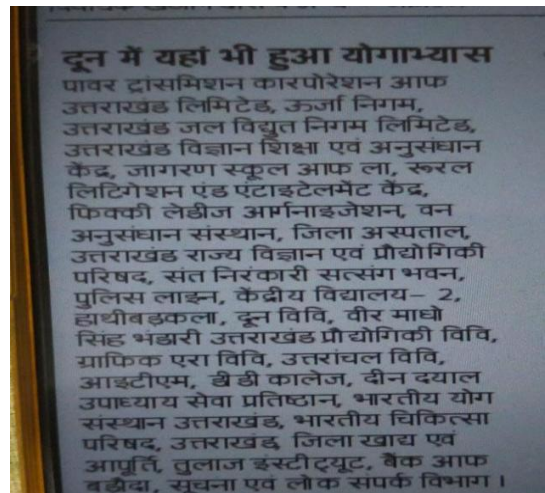 दून में यहां भी हुआ योगाभ्यास
पावर ट्रांसमिशन कारपोरेशन आफ
उत्तराखंड लिमिटेड, ऊर्जा निगम,
उत्तराखंड जल विद्युत निगम लिमिटेड,
उत्तराखंड विज्ञान शिक्षा एवं अनुसंधान
केंद्र, जागरण स्कूल आफ ला, रूरल
लिटिगेशन एंड एंटाइटेलमेंट केंद्र,
फिक्की लेडीज आर्गनाइजेशन, वन
अनुसंधान संस्थान, जिला अस्पताल,
उत्तराखंड राज्य विज्ञान एवं प्रौद्योगिकी
परिषद, संत निरंकारी सत्संग भवन,
पुलिस लाइन, केंद्रीय विद्यालय– 2,
हाथीबड़कला, दून विवि, वीर माधो
सिंह भंडारी उत्तराखंड प्रौद्योगिकी विवि,
ग्राफिक एरा विवि, उत्तरांचल विवि,
आइटीएम, डीडी कालेज, दीन दयाल
उपाध्याय सेवा प्रतिष्ठान, भारतीय योग
संस्थान उत्तराखंड, भारतीय चिकित्सा
परिषद, उत्तराखंड, जिला खाद्य एवं
आपूर्ति, तुलाज इंस्टीट्यूट, बैंक आफ
बड़ौदा, सूचना एवं लोक संपर्क विभाग।